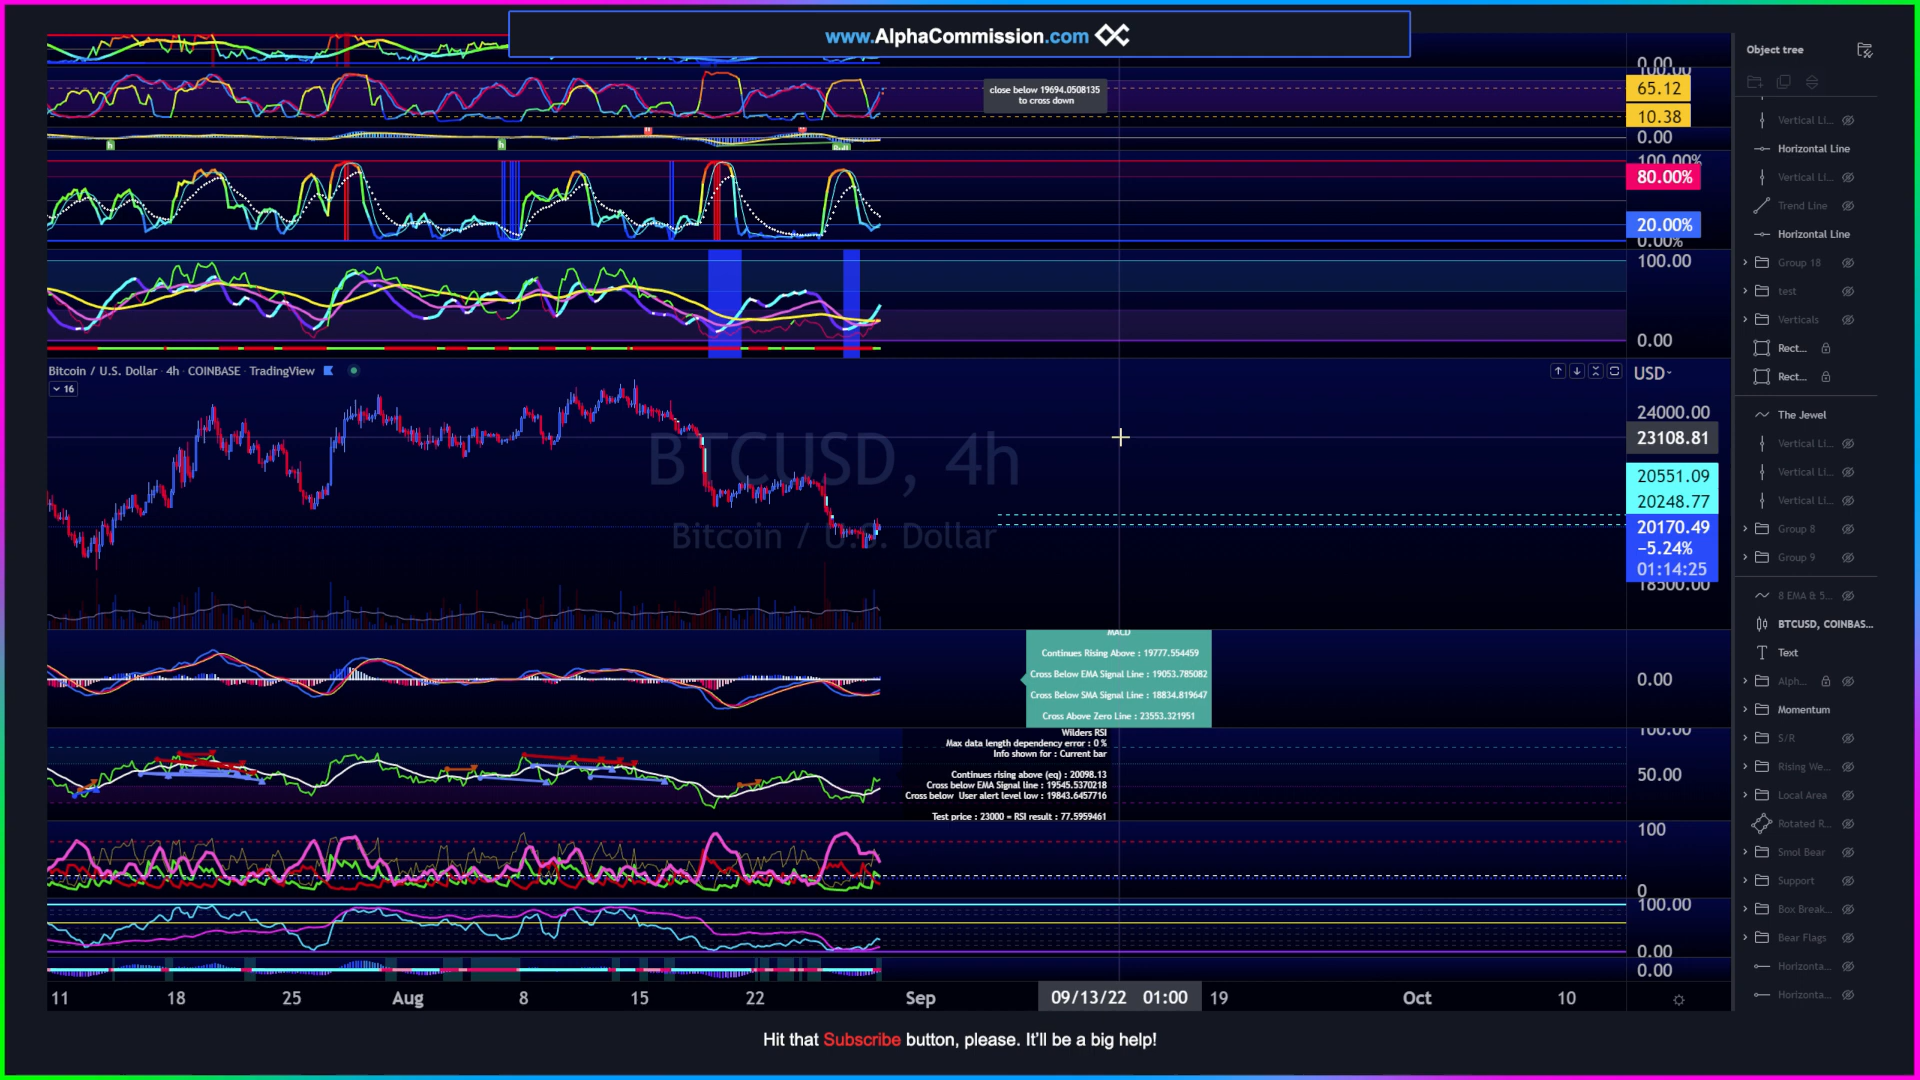 www.AlphaCommission.com
0.00
100.00
close below 19694.0508135
to cross down
65.12
10.38
0.00
100.00%
80.00%
20.00%
0.00%
100.00
0.00
Bitcoin / U.S. Dollar · 4h · COINBASE · TradingView
16
USD
BTCUSD, 4h
Bitcoin / U.S. Dollar
24000.00
23108.81
20551.09
20248.77
20170.49
−5.24%
01:14:25
18500.00
MACD
Continues Rising Above : 19777.554459
Cross Below EMA Signal Line : 19053.785082
Cross Below SMA Signal Line : 18834.819647
Cross Above Zero Line : 23553.321951
0.00
Wilders RSI
Max data length dependency error : 0 %
Info shown for : Current bar
Continues rising above (eq) : 20098.13
Cross below EMA Signal line : 19545.5370218
Cross below User alert level low : 19843.6457716
Test price : 23000 = RSI result : 77.5959461
100.00
50.00
100
0
100.00
0.00
0.00
11 18 25 Aug 8 15 22 Sep 09/13/22 01:00 19 Oct 10
Object tree
Vertical Li...
Horizontal Line
Vertical Li...
Trend Line
Horizontal Line
Group 18
test
Verticals
Rect...
Rect...
The Jewel
Vertical Li...
Vertical Li...
Vertical Li...
Group 8
Group 9
8 EMA & 5...
BTCUSD, COINBAS...
Text
Alph...
Momentum
S/R
Rising We...
Local Area
Rotated R...
Smol Bear
Support
Box Break...
Bear Flags
Horizonta...
Horizonta...
Hit that Subscribe button, please. It'll be a big help!